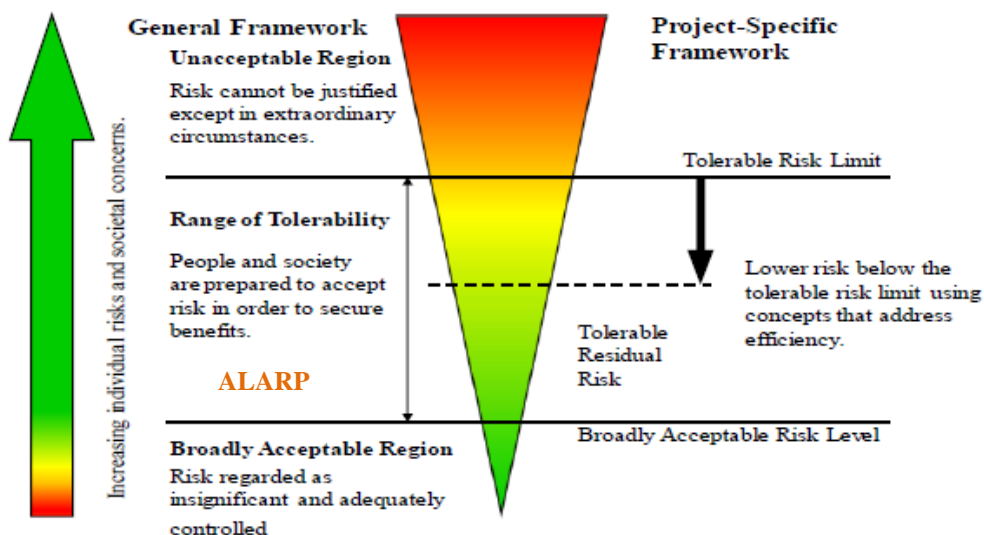 General Framework
Unacceptable Region
Risk cannot be justified
except in extraordinary
circumstances.
Project-Specific
Framework
Tolerable Risk Limit
Increasing individual risks and societal concerns.
Range of Tolerability
People and society
are prepared to accept
risk in order to secure
benefits.
ALARP
Lower risk below the
tolerable risk limit using
concepts that address
efficiency.
Tolerable
Residual
Risk
Broadly Acceptable Risk Level
Broadly Acceptable Region
Risk regarded as
insignificant and adequately
controlled